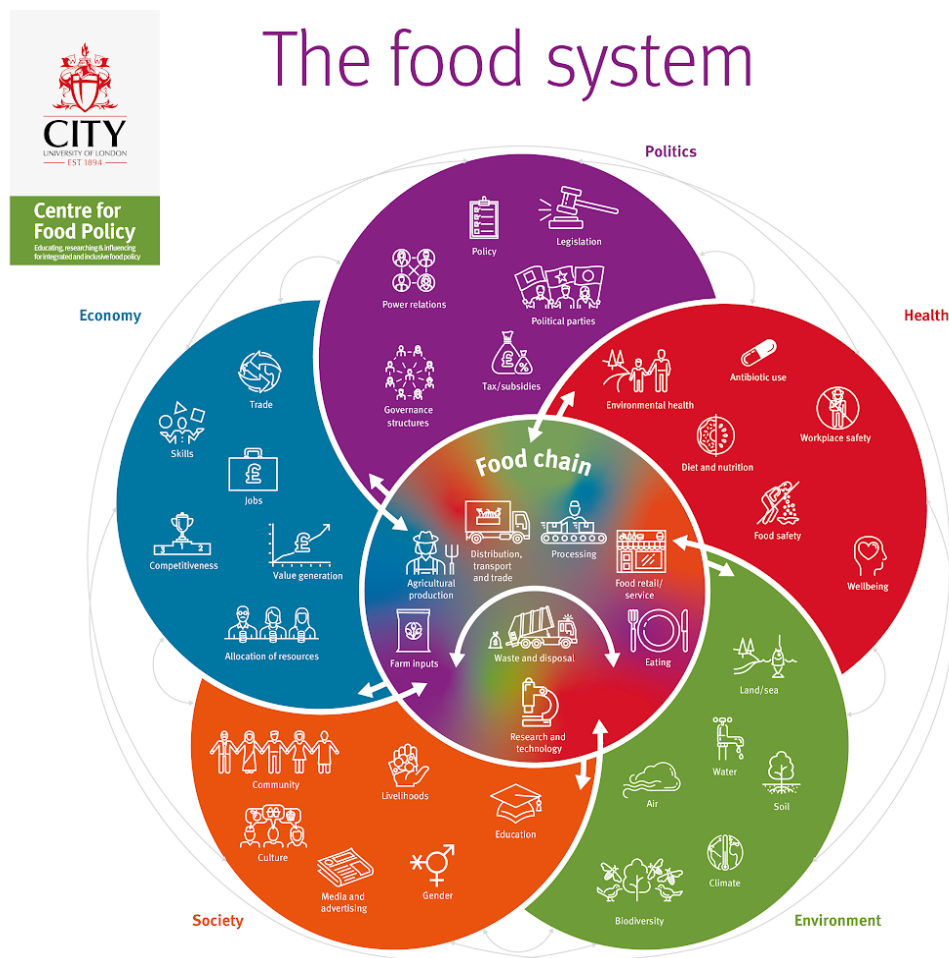 The food system
CITY
UNIVERSITY OF LONDON
EST 1894
Centre for
Food Policy
Educating, researching & influencing
for integrated and inclusive food policy
Politics
Policy
Legislation
Power relations
Political parties
Tax/subsidies
Governance
structures
Economy
Trade
Skills
£
Jobs
1
2
3
Competitiveness
£
Value generation
Allocation of resources
Health
Environmental health
Antibiotic use
Workplace safety
Diet and nutrition
Food safety
Wellbeing
£
%
Food chain
Agricultural
production
Distribution,
transport
and trade
Processing
Food retail/
service
Farm inputs
Waste and disposal
Eating
Research and
technology
Society
Community
Livelihoods
Education
Culture
Media and
advertising
Gender
Environment
Land/sea
Water
Soil
Air
Climate
Biodiversity